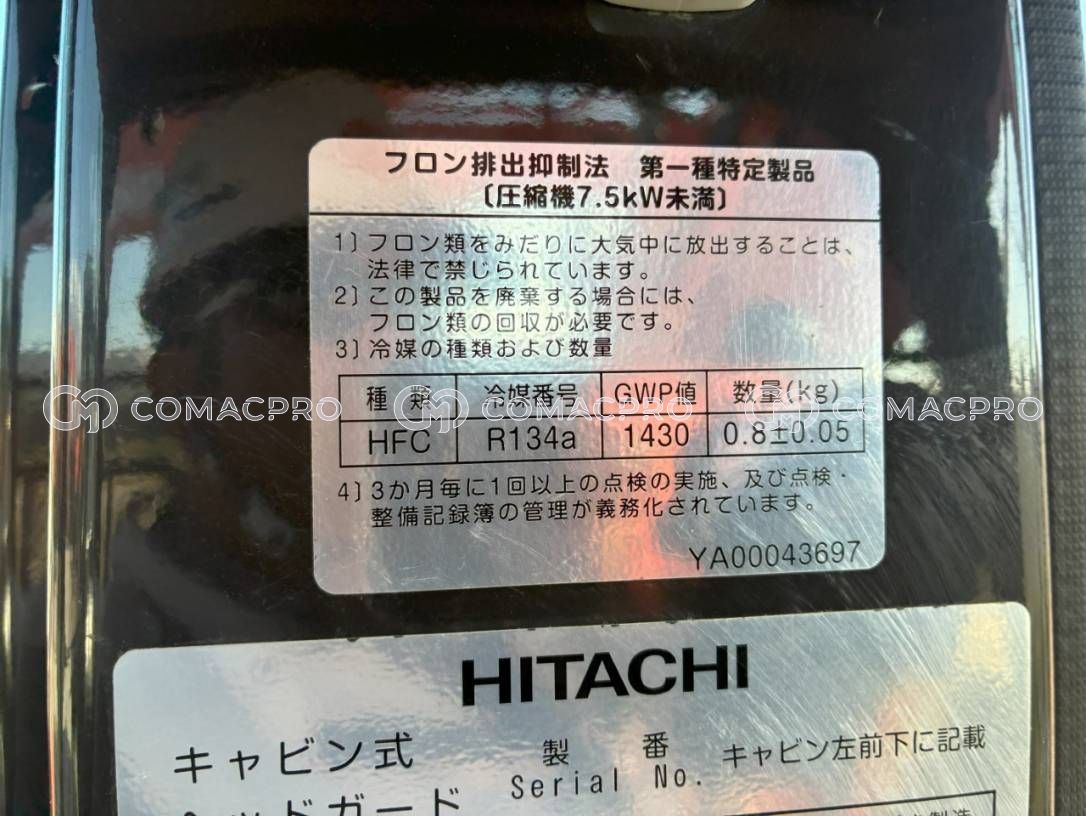 フロン排出抑制法　第一種特定製品
〔圧縮機7.5kW未満〕
1〕フロン類をみだりに大気中に放出することは、
法律で禁じられています。
2〕この製品を廃棄する場合には、
フロン類の回収が必要です。
3〕冷媒の種類および数量
種類 冷媒番号 GWP値 数量(kg)
COMACPRO COMACPRO COMACPRO
HFC R134a 1430 0.8±0.05
4〕3か月毎に1回以上の点検の実施、及び点検・
整備記録簿の管理が義務化されています。
YA00043697
HITACHI
キャビン式 製番 キャビン左前下に記載
Serial No.
ヘッドガード